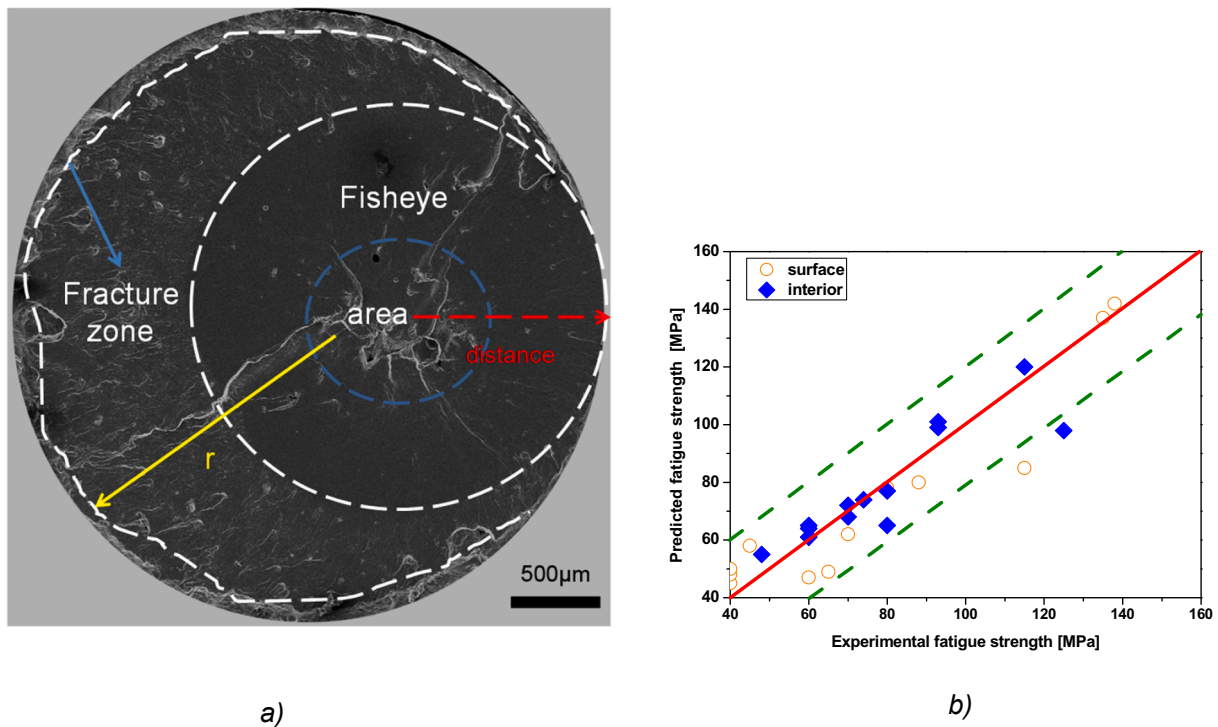 Fisheye
area
Fracture
zone
distance
r
500µm
a)
160
140
120
100
80
60
40
Predicted fatigue strength [MPa]
surface
interior
40 60 80 100 120 140 160
Experimental fatigue strength [MPa]
b)